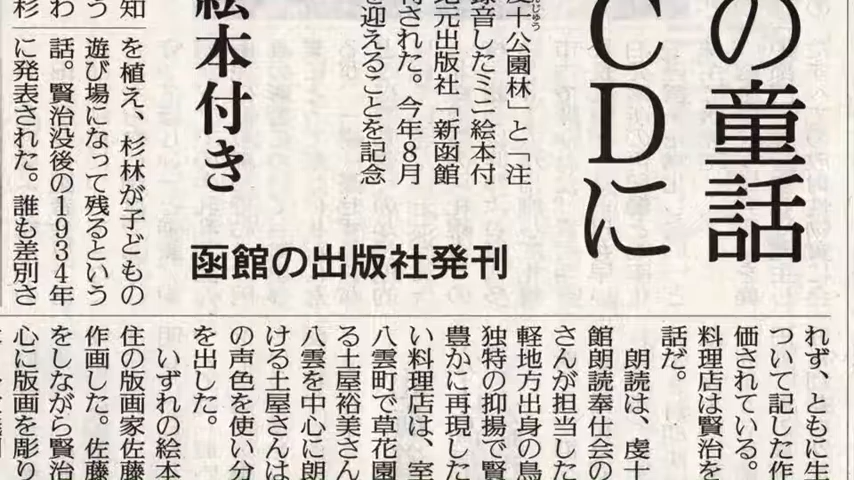 の童話
CDに
絵本付き
函館の出版社発刊
十公園林」と「注
録音したミニ絵本付
元出版社「新函館
された。今年8月
を迎えることを記念
知
を植え、杉林が子どもの
遊び場になって残るという
わ
話。賢治没後の1934年
杉
に発表された。誰も差別さ
れず、ともに生
ついて記した作
価されている。
料理店は賢治を
話だ。
朗読は、虔十
館朗読奉仕会の
さんが担当した
軽地方出身の鳥
独特の抑揚で賢
豊かに再現した
い料理店は、室
八雲町で草花園
る土屋裕美さん
八雲を中心に朗
ける土屋さんは
の声色を使い分
を出した。
いずれの絵本
住の版画家佐藤
作画した。佐藤
をしながら賢治
心に版画を彫り